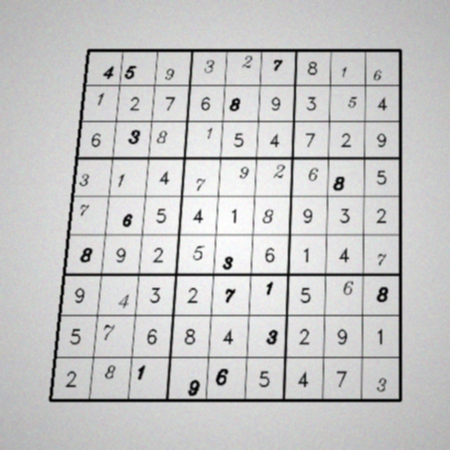 4 5 9 3 2 7 8 1 6
1 2 7 6 8 9 3 5 4
6 3 8 1 5 4 7 2 9
3 1 4 7 9 2 6 8 5
7 6 5 4 1 8 9 3 2
8 9 2 5 3 6 1 4 7
9 4 3 2 7 1 5 6 8
5 7 6 8 4 3 2 9 1
2 8 1 9 6 5 4 7 3